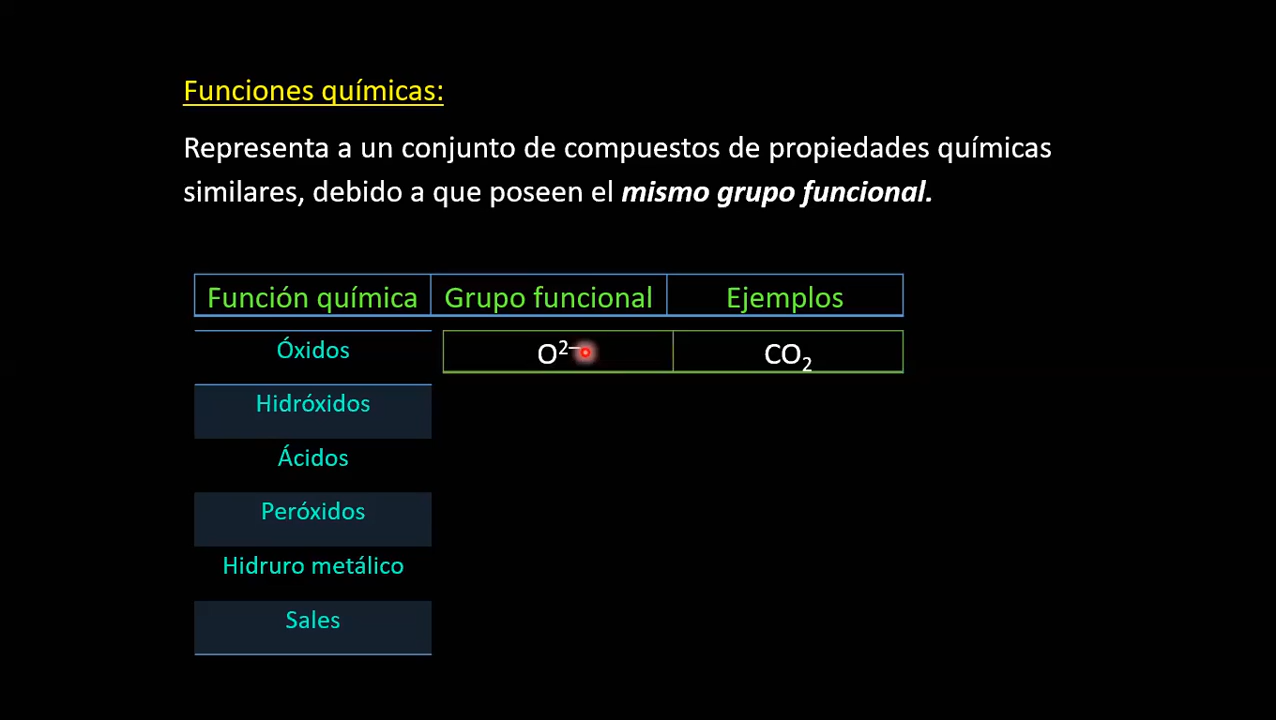 Funciones químicas:
Representa a un conjunto de compuestos de propiedades químicas
similares, debido a que poseen el mismo grupo funcional.
Función química Grupo funcional Ejemplos
Óxidos O²⁻ CO₂
Hidróxidos
Ácidos
Peróxidos
Hidruro metálico
Sales